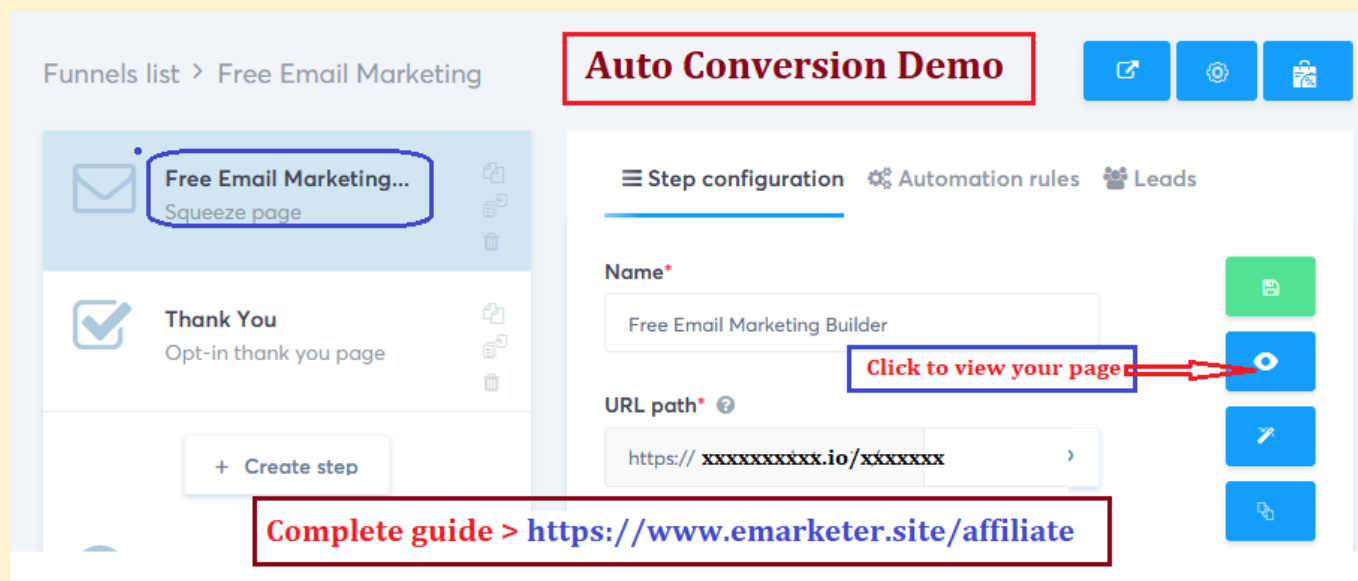 Auto Conversion Demo
Funnels list > Free Email Marketing
Free Email Marketing...
Squeeze page
Thank You
Opt-in thank you page
+ Create step
Step configuration Automation rules Leads
Name*
Free Email Marketing Builder
Click to view your page
URL path* ?
https:// xxxxxxxxxx.io/xxxxxxx
Complete guide > https://www.emarketer.site/affiliate